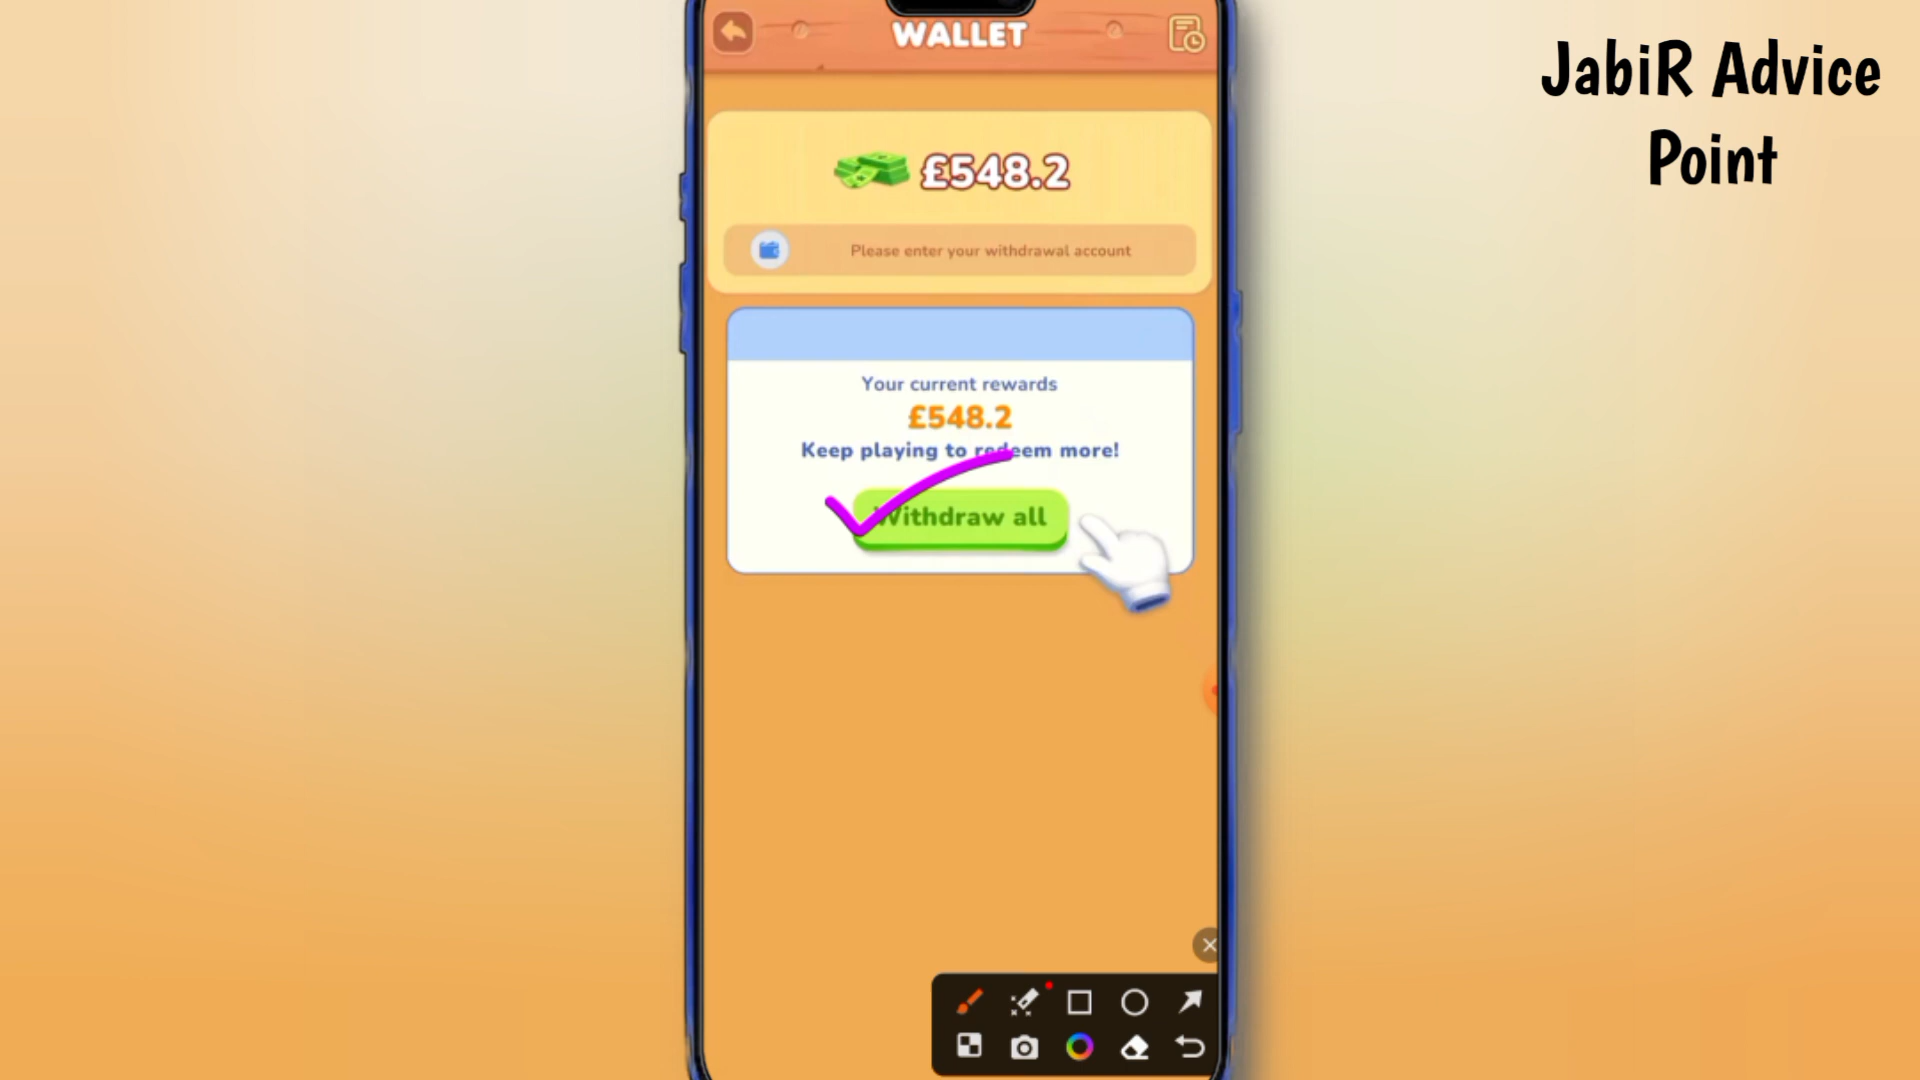 WALLET
JabiR Advice
Point
£548.2
Please enter your withdrawal account
Your current rewards
£548.2
Keep playing to redeem more!
Withdraw all